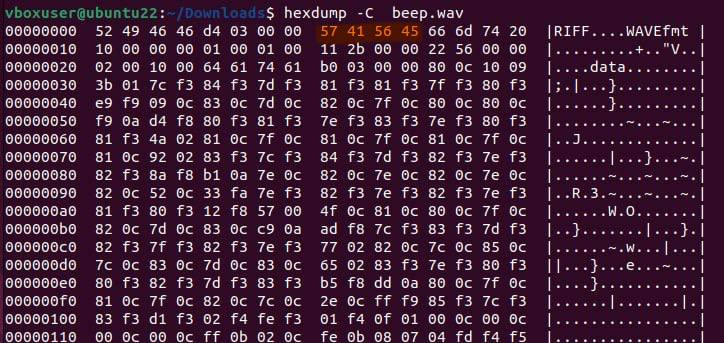 vboxuser@ubuntu22:~/Downloads$ hexdump -C  beep.wav
00000000  52 49 46 46 d4 03 00 00  57 41 56 45 66 6d 74 20  |RIFF....WAVEfmt |
00000010  10 00 00 00 01 00 01 00  11 2b 00 00 22 56 00 00  |.........+.."V..|
00000020  02 00 10 00 64 61 74 61  b0 03 00 00 80 0c 10 09  |....data........|
00000030  3b 01 7c f3 84 f3 7d f3  81 f3 81 f3 7f f3 80 f3  |;.|...}.........|
00000040  e9 f9 09 0c 83 0c 7d 0c  82 0c 7f 0c 80 0c 80 0c  |......}.........|
00000050  f9 0a d4 f8 80 f3 81 f3  7e f3 83 f3 7e f3 80 f3  |........~...~...|
00000060  81 f3 4a 02 81 0c 7f 0c  81 0c 7f 0c 81 0c 7f 0c  |..J.............|
00000070  81 0c 92 02 83 f3 7c f3  84 f3 7d f3 82 f3 7e f3  |......|...}...~.|
00000080  82 f3 8a f8 b1 0a 7e 0c  82 0c 7e 0c 82 0c 7e 0c  |......~...~...~.|
00000090  82 0c 52 0c 33 fa 7e f3  82 f3 7e f3 82 f3 7e f3  |..R.3.~...~...~.|
000000a0  81 f3 80 f3 12 f8 57 00  4f 0c 81 0c 80 0c 7f 0c  |......W.O.......|
000000b0  82 0c 7d 0c 83 0c c9 0a  ad f8 7c f3 83 f3 7d f3  |..}.......|...}.|
000000c0  82 f3 7f f3 82 f3 7e f3  77 02 82 0c 7c 0c 85 0c  |......~.w...|...|
000000d0  7c 0c 83 0c 7d 0c 83 0c  65 02 83 f3 7e f3 80 f3  ||...}...e...~...|
000000e0  80 f3 82 f3 7d f3 83 f3  b5 f8 dd 0a 80 0c 7f 0c  |....}...........|
000000f0  81 0c 7f 0c 82 0c 7c 0c  2e 0c ff f9 85 f3 7c f3  |......|.......|.|
00000100  83 f3 d1 f3 02 f4 fe f3  01 f4 0f 01 00 0c 00 0c  |................|
00000110  00 0c 00 0c ff 0b 02 0c  fe 0b 08 07 04 fd f4 f5  |................|